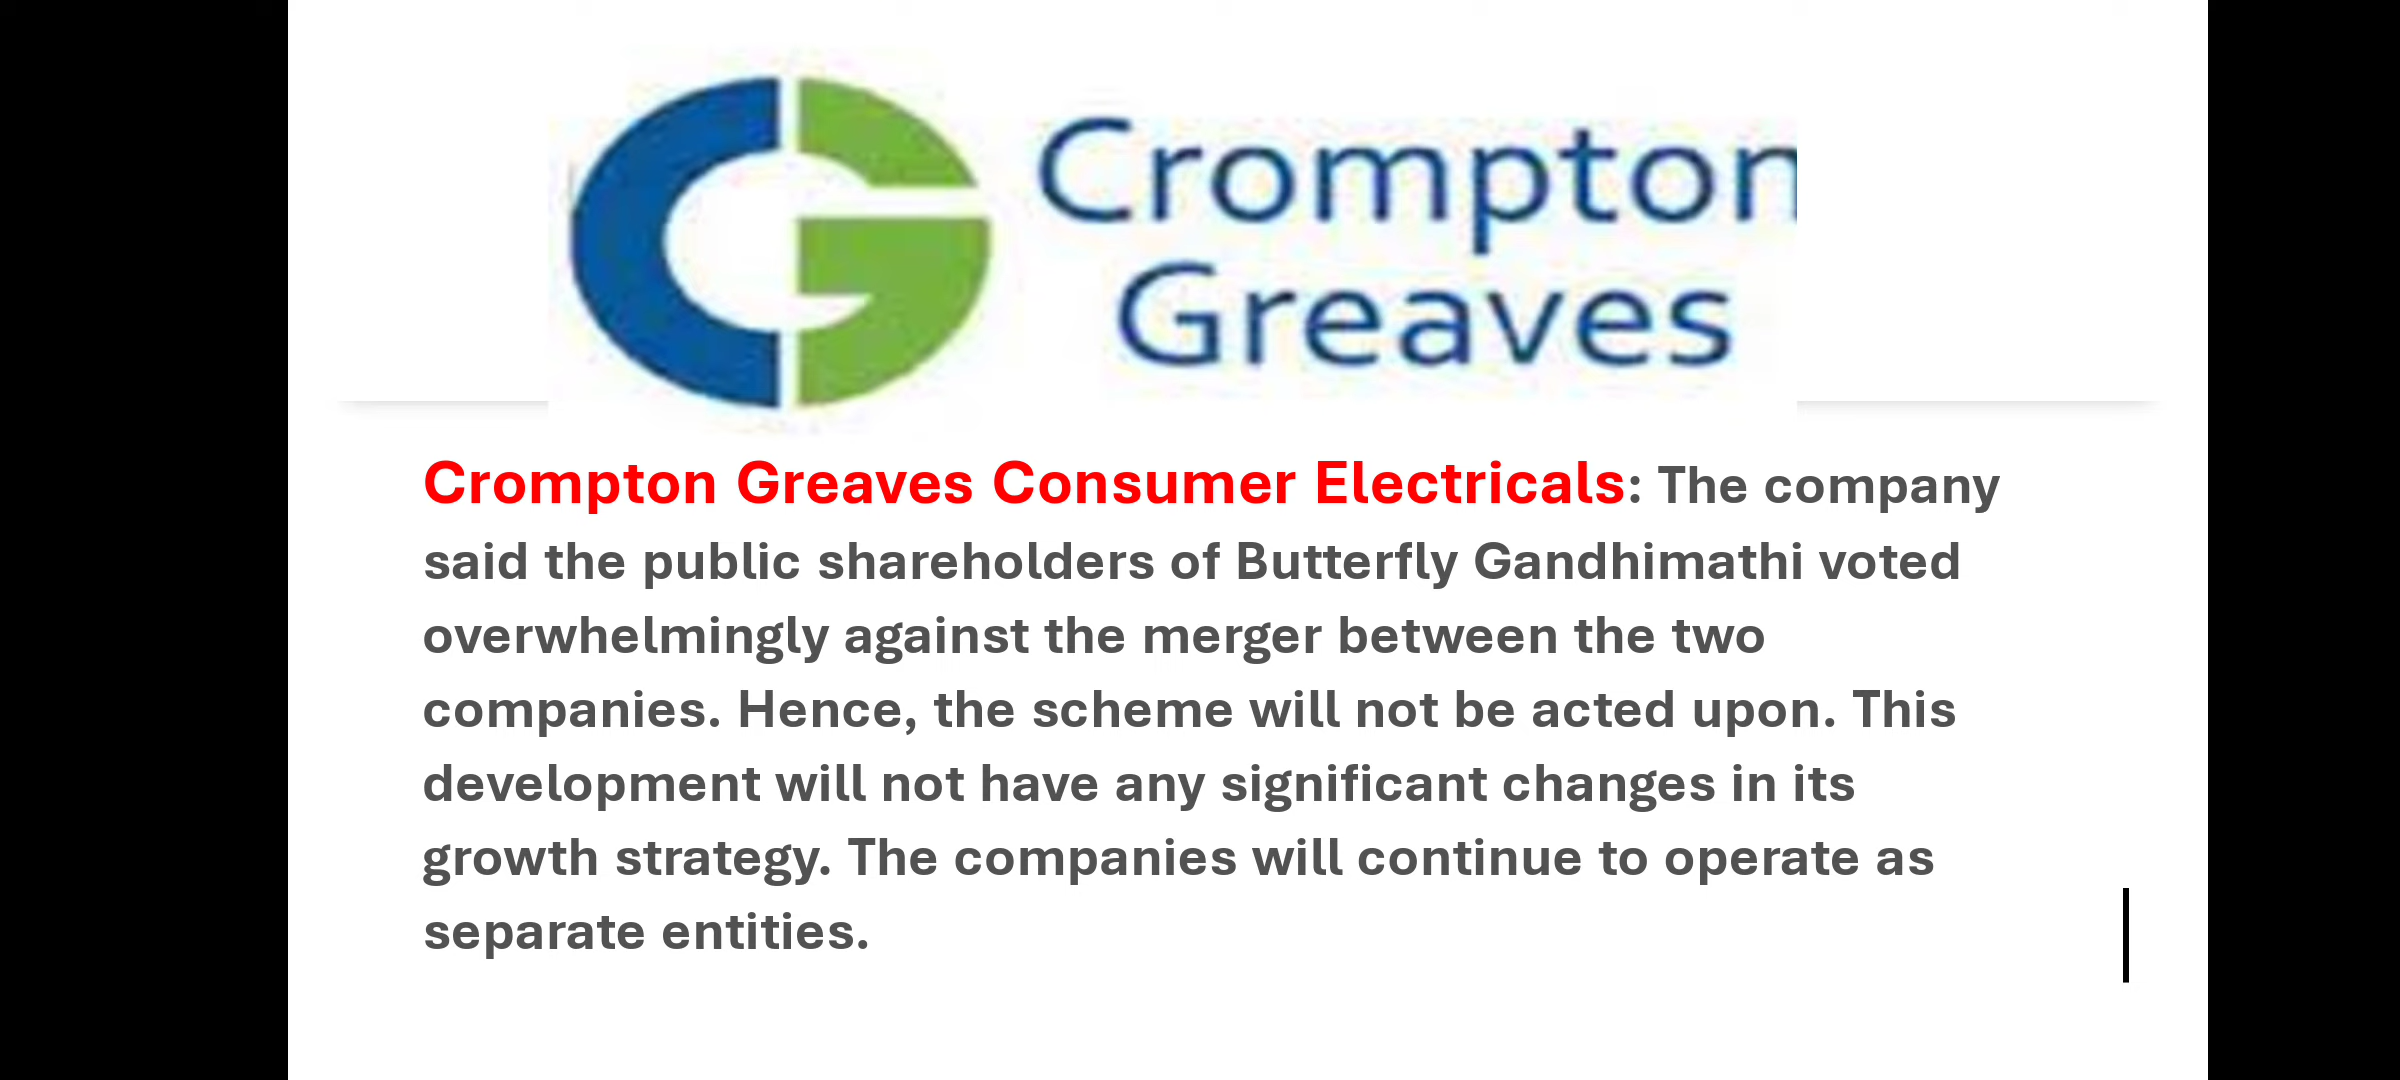 Crompton
Greaves
Crompton Greaves Consumer Electricals: The company
said the public shareholders of Butterfly Gandhimathi voted
overwhelmingly against the merger between the two
companies. Hence, the scheme will not be acted upon. This
development will not have any significant changes in its
growth strategy. The companies will continue to operate as
separate entities.